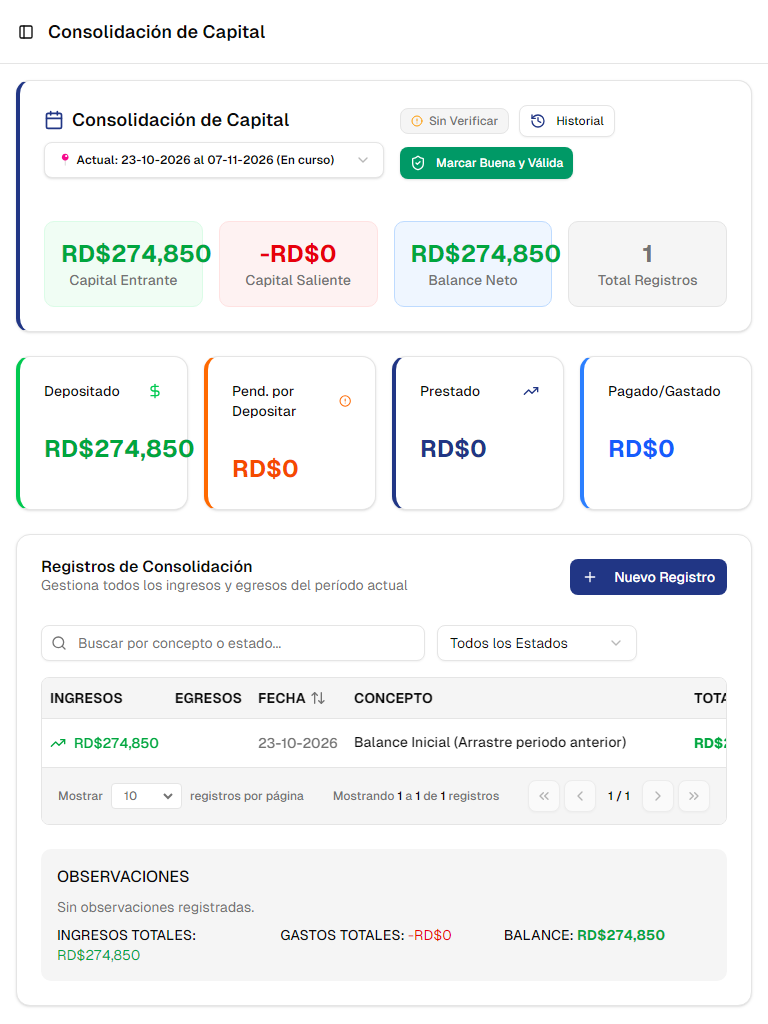 Consolidación de Capital
Consolidación de Capital
Sin Verificar
Historial
Actual: 23-10-2026 al 07-11-2026 (En curso)
Marcar Buena y Válida
RD$274,850
Capital Entrante
-RD$0
Capital Saliente
RD$274,850
Balance Neto
1
Total Registros
Depositado
RD$274,850
Pend. por
Depositar
RD$0
Prestado
RD$0
Pagado/Gastado
RD$0
Registros de Consolidación
Gestiona todos los ingresos y egresos del período actual
Nuevo Registro
Buscar por concepto o estado...
Todos los Estados
INGRESOS EGRESOS FECHA CONCEPTO TOTA
RD$274,850 23-10-2026 Balance Inicial (Arrastre periodo anterior) RD$2
Mostrar 10 registros por página Mostrando 1 a 1 de 1 registros 1 / 1
OBSERVACIONES
Sin observaciones registradas.
INGRESOS TOTALES: GASTOS TOTALES: -RD$0 BALANCE: RD$274,850
RD$274,850